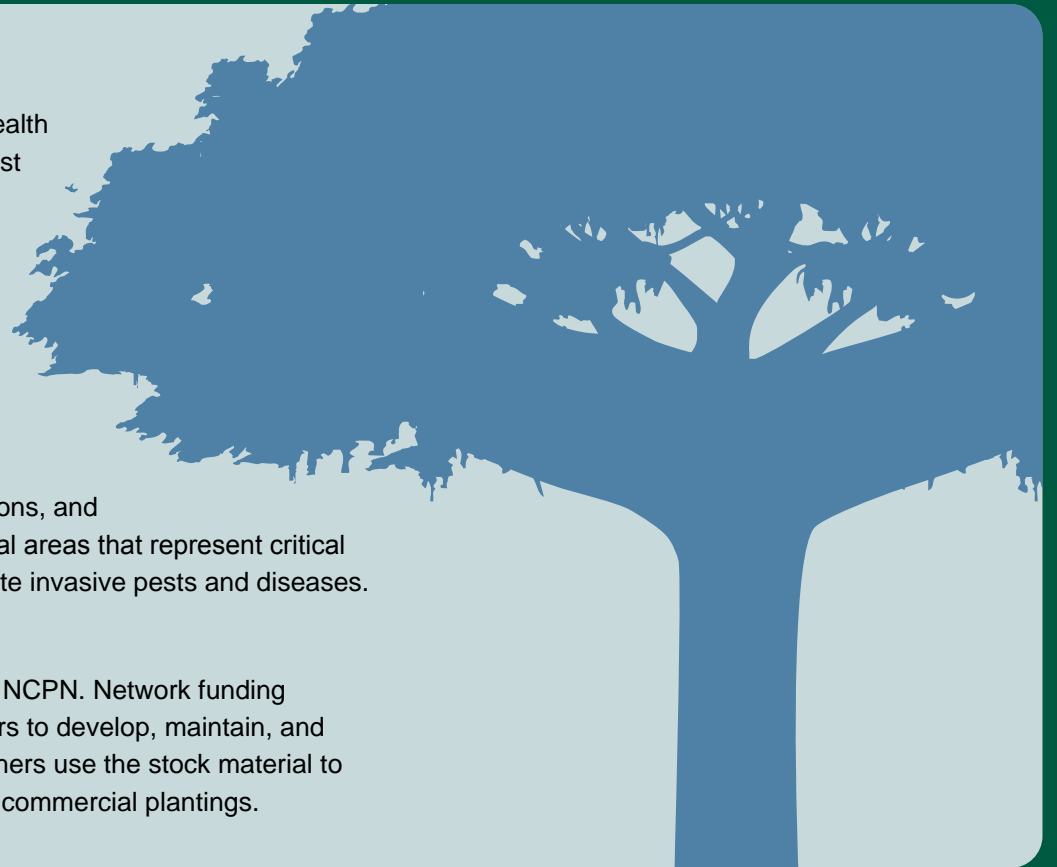 ealth
st
ons, and
al areas that represent critical
te invasive pests and diseases.
NCPN. Network funding
rs to develop, maintain, and
ners use the stock material to
commercial plantings.